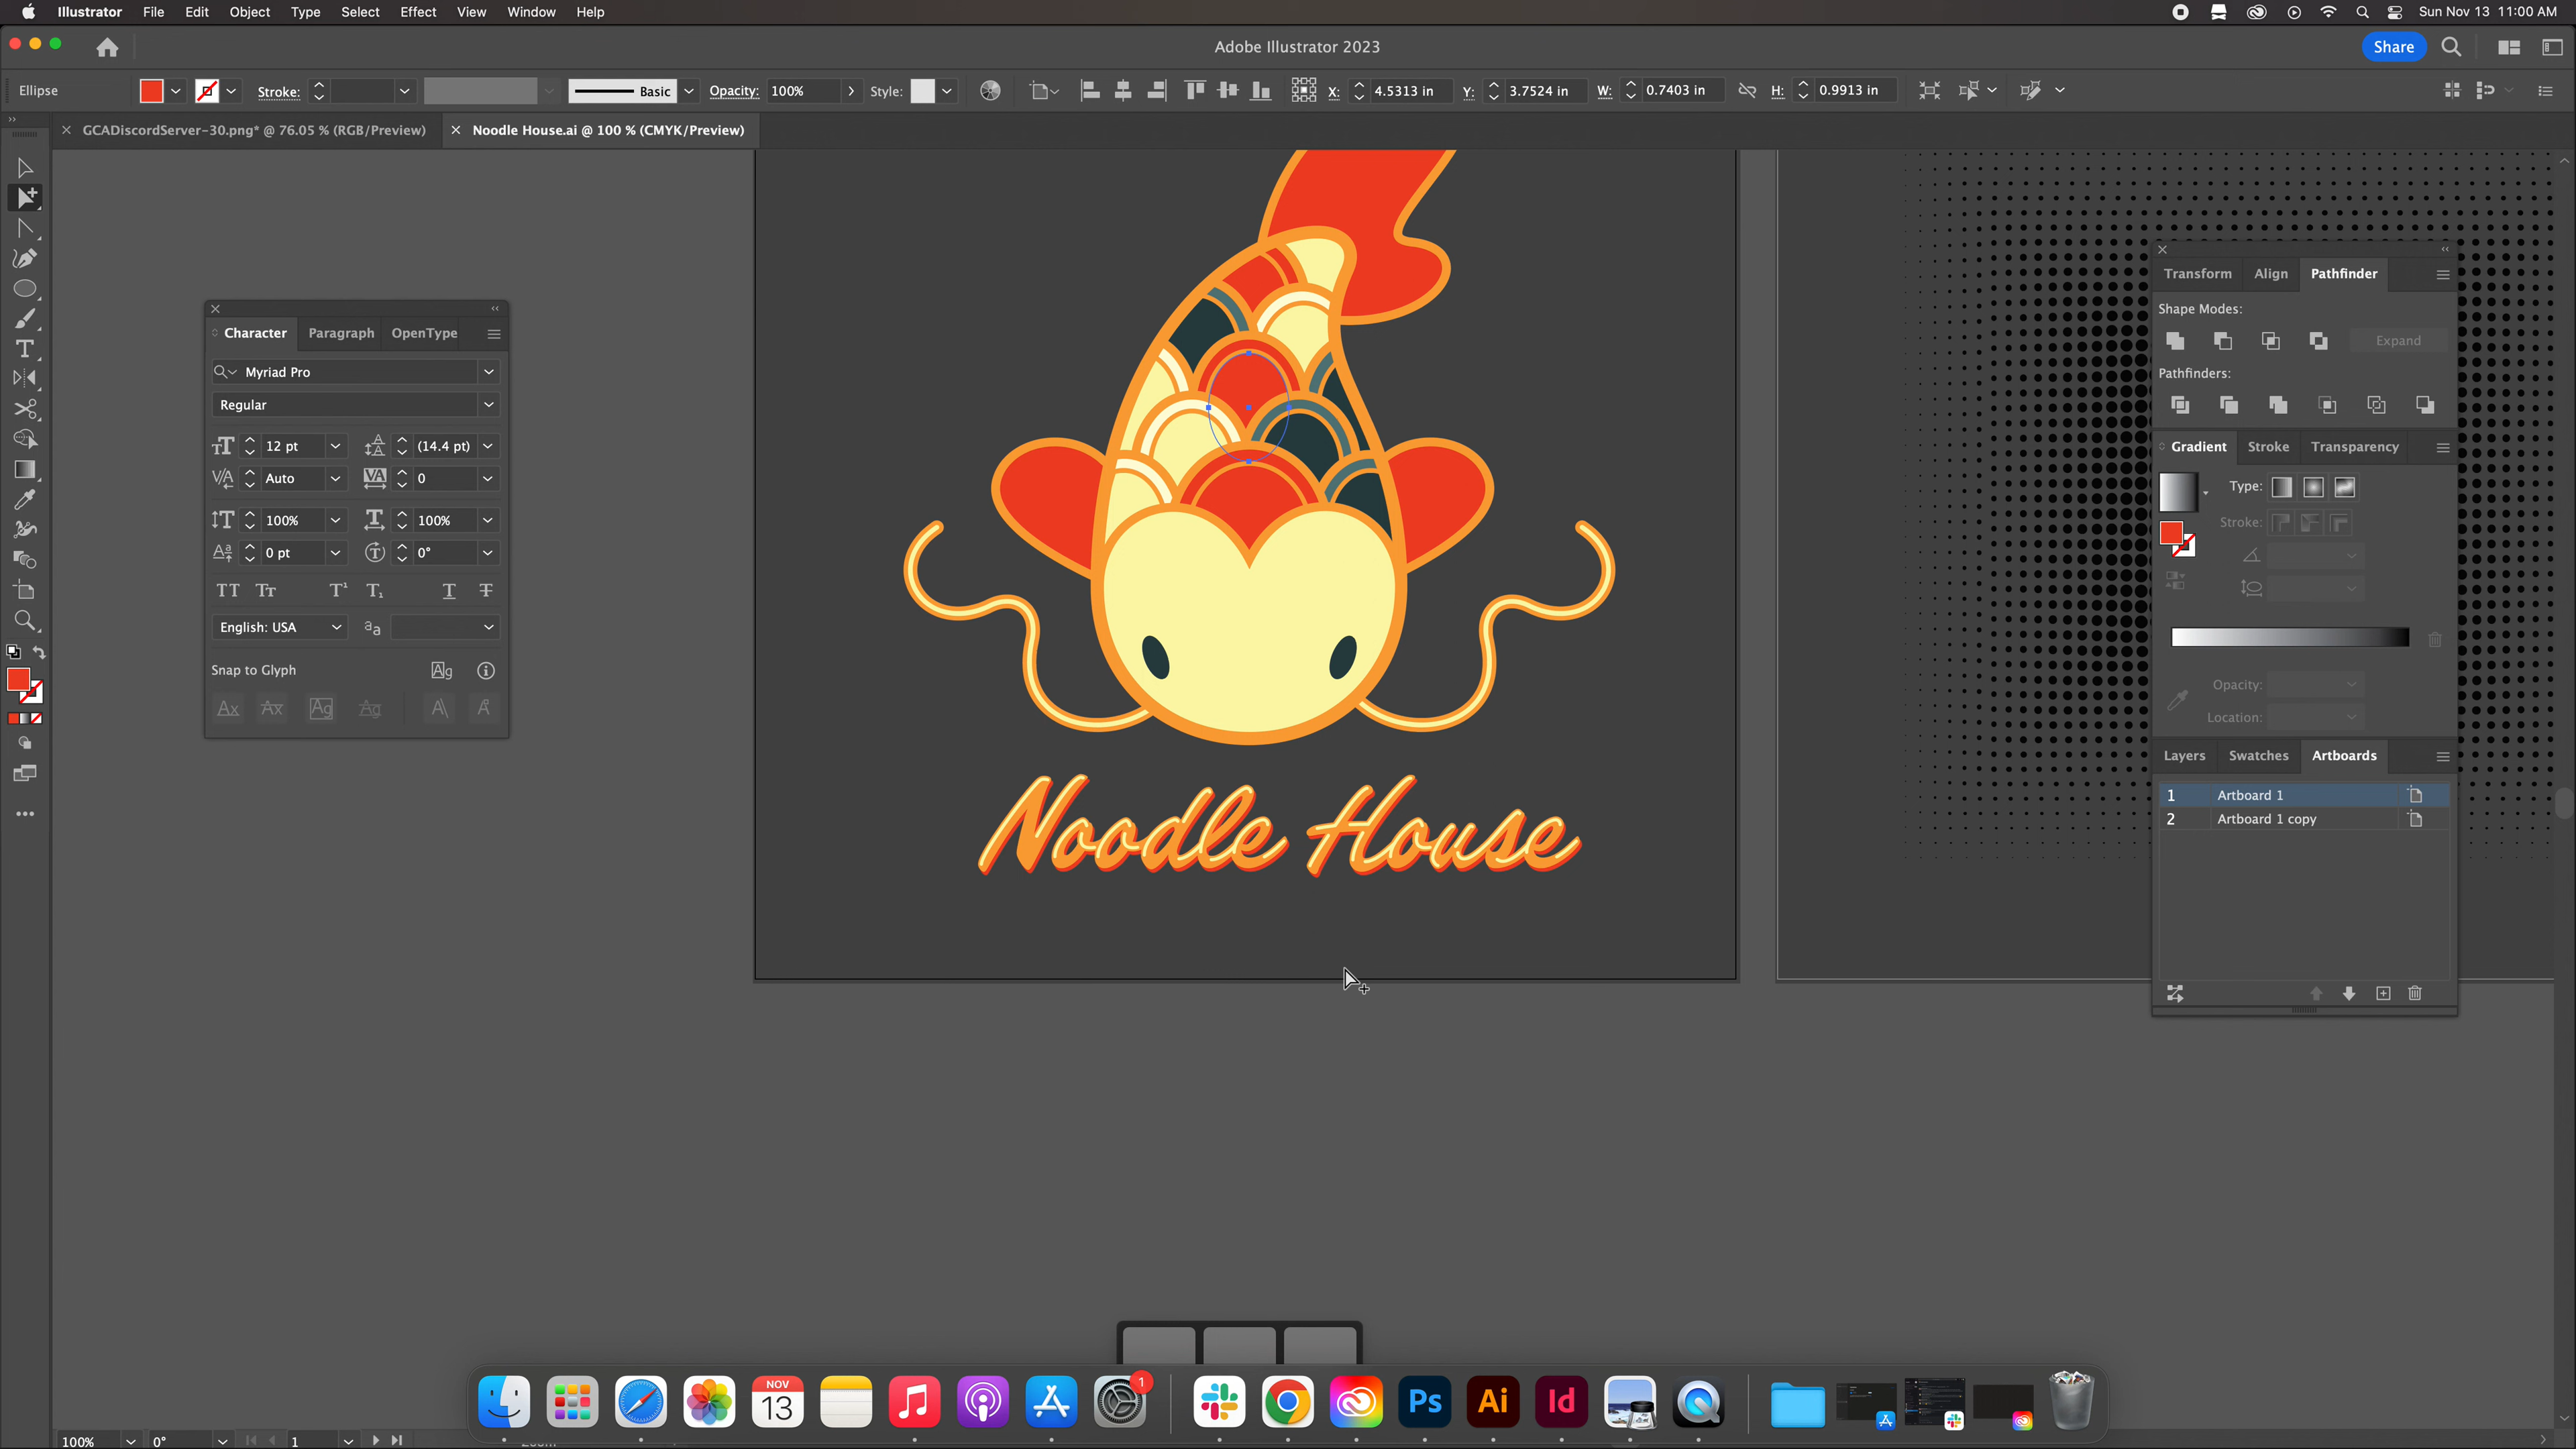 Illustrator File Edit Object Type Select Effect View Window Help Sun Nov 13 11:00 AM
Adobe Illustrator 2023 Share
Ellipse Stroke: Basic Opacity: 100% Style: X: 4.5313 in Y: 3.7524 in W: 0.7403 in H: 0.9913 in
GCADiscordServer-30.png* @ 76.05 % (RGB/Preview) Noodle House.ai @ 100 % (CMYK/Preview)
Character Paragraph OpenType
Myriad Pro
Regular
12 pt (14.4 pt)
Auto 0
100% 100%
0 pt 0°
English: USA
Snap to Glyph
Noodle House
Transform Align Pathfinder
Shape Modes:
Expand
Pathfinders:
Gradient Stroke Transparency
Type:
Stroke:
Opacity:
Location:
Layers Swatches Artboards
1 Artboard 1
2 Artboard 1 copy
NOV
13
1
Ps
Ai
Id
100% 0° 1